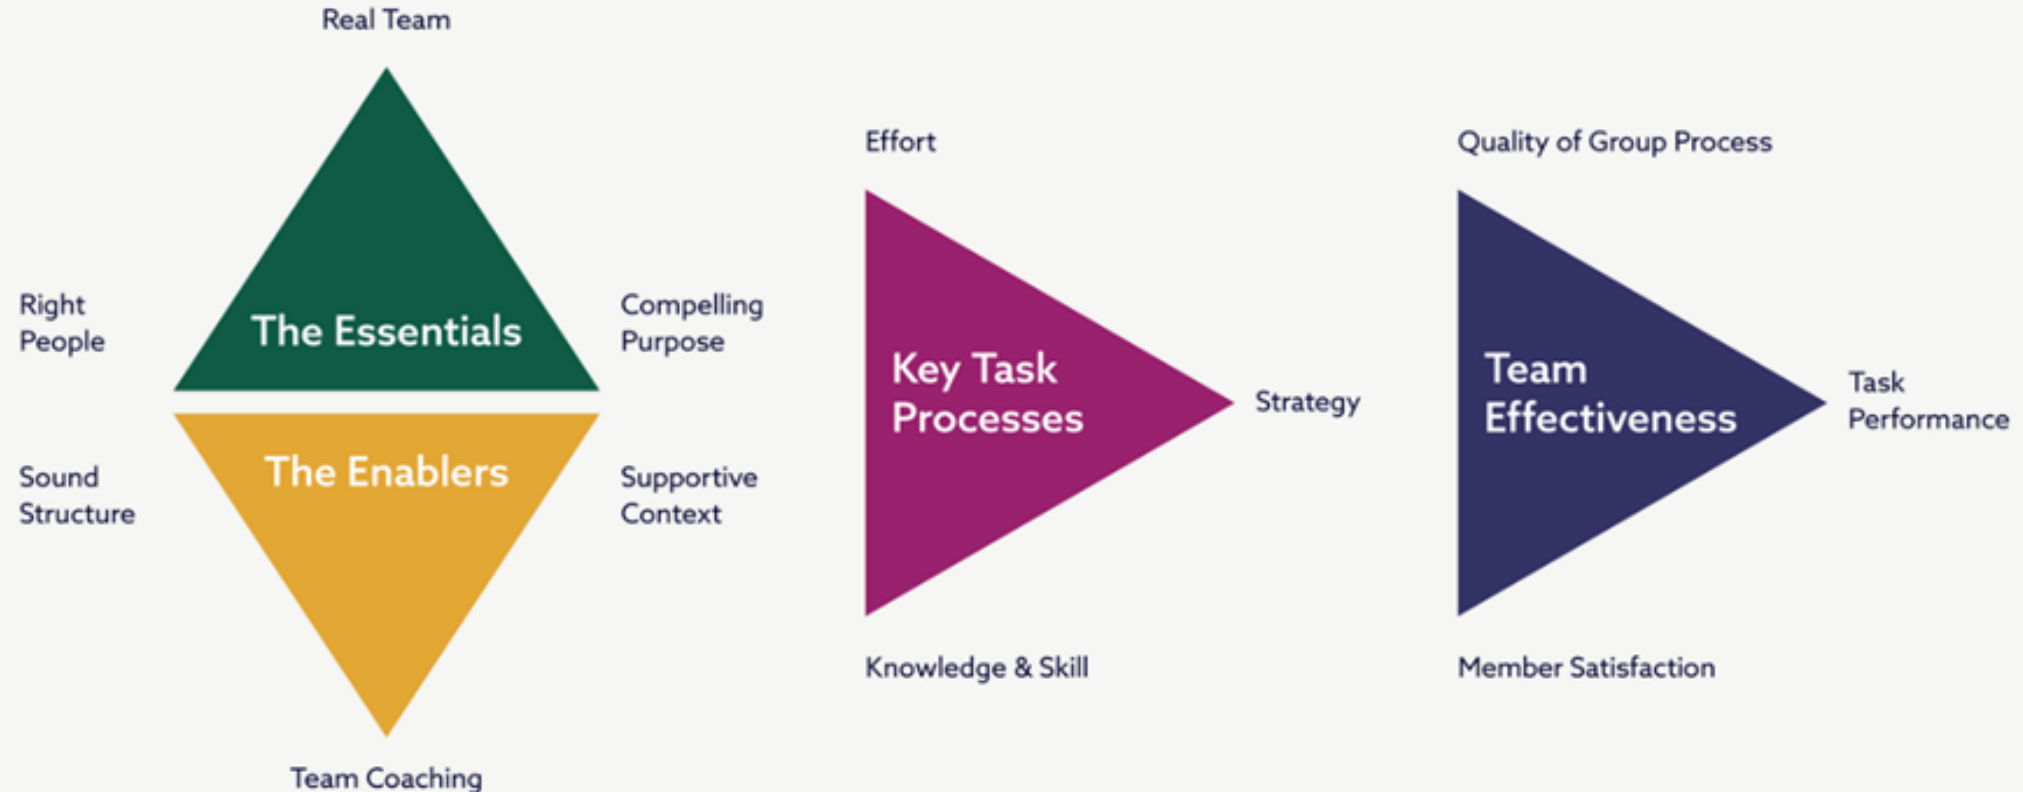 Real Team
Right
People
The Essentials
Compelling
Purpose
Sound
Structure
The Enablers
Supportive
Context
Team Coaching
Effort
Key Task
Processes
Strategy
Knowledge & Skill
Quality of Group Process
Team
Effectiveness
Task
Performance
Member Satisfaction